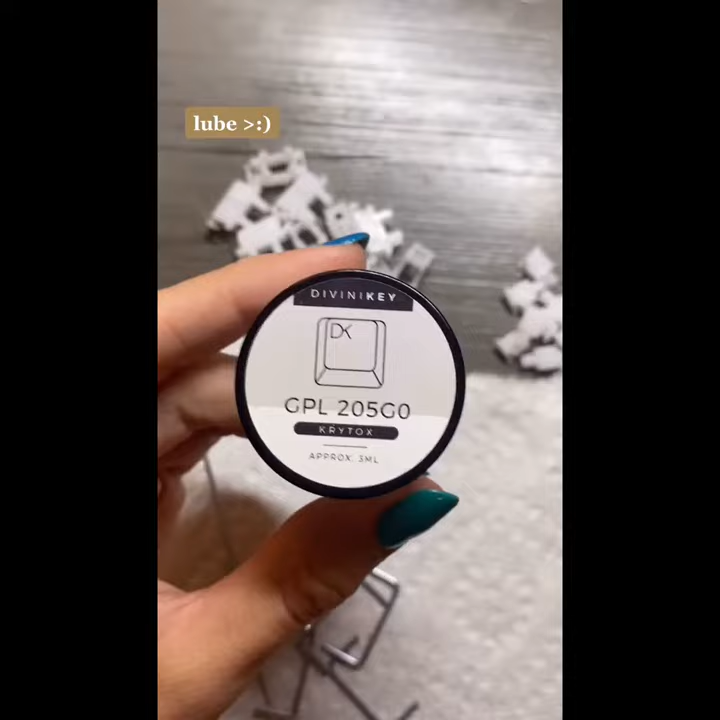 lube >:)
DIVINIKEY
DK
GPL 205G0
KRYTOX
APPROX. 3ML